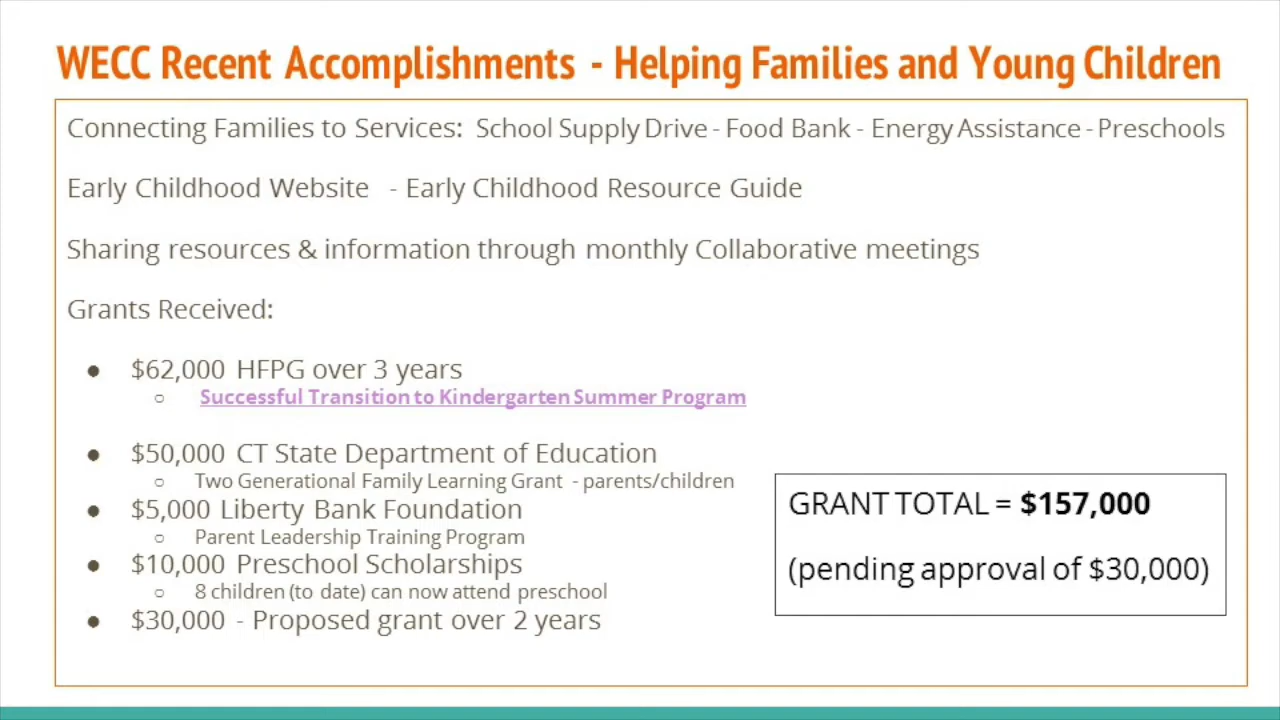 WECC Recent Accomplishments - Helping Families and Young Children
Connecting Families to Services: School Supply Drive - Food Bank - Energy Assistance - Preschools
Early Childhood Website - Early Childhood Resource Guide
Sharing resources & information through monthly Collaborative meetings
Grants Received:
● $62,000 HFPG over 3 years
○ Successful Transition to Kindergarten Summer Program
● $50,000 CT State Department of Education
○ Two Generational Family Learning Grant - parents/children
● $5,000 Liberty Bank Foundation
○ Parent Leadership Training Program
● $10,000 Preschool Scholarships
○ 8 children (to date) can now attend preschool
● $30,000 - Proposed grant over 2 years
GRANT TOTAL = $157,000
(pending approval of $30,000)